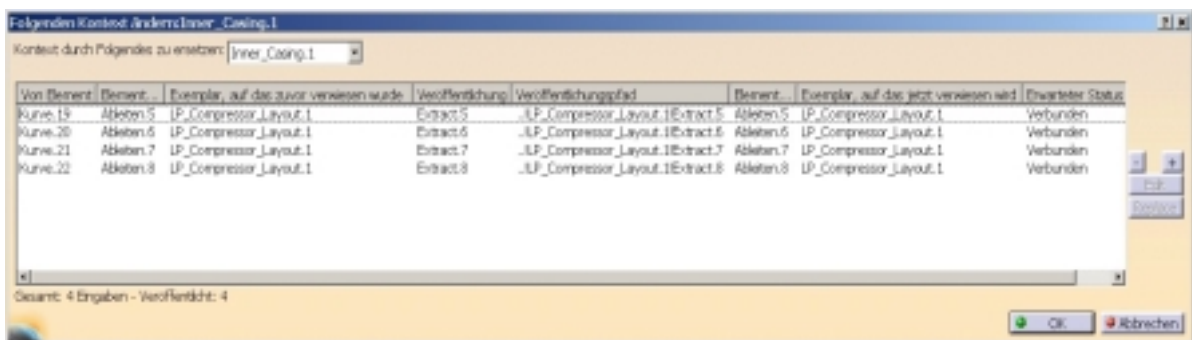 Folgenden Kontext ändern:Inner_Casing.1
Kontext durch Folgendes zu ersetzen: Inner_Casing.1
Von Element Element... Exemplar, auf das zuvor verwiesen wurde Veröffentlichung Veröffentlichungspfad Element... Exemplar, auf das jetzt verwiesen wird Erwarteter Status
Kurve.19 Ableiten.5 LP_Compressor_Layout.1 Extract.5 ../LP_Compressor_Layout.1!Extract.5 Ableiten.5 LP_Compressor_Layout.1 Verbunden
Kurve.20 Ableiten.6 LP_Compressor_Layout.1 Extract.6 ../LP_Compressor_Layout.1!Extract.6 Ableiten.6 LP_Compressor_Layout.1 Verbunden
Kurve.21 Ableiten.7 LP_Compressor_Layout.1 Extract.7 ../LP_Compressor_Layout.1!Extract.7 Ableiten.7 LP_Compressor_Layout.1 Verbunden
Kurve.22 Ableiten.8 LP_Compressor_Layout.1 Extract.8 ../LP_Compressor_Layout.1!Extract.8 Ableiten.8 LP_Compressor_Layout.1 Verbunden
- +
Edit
Replace
Gesamt: 4 Eingaben - Veröffentlicht: 4
OK Abbrechen